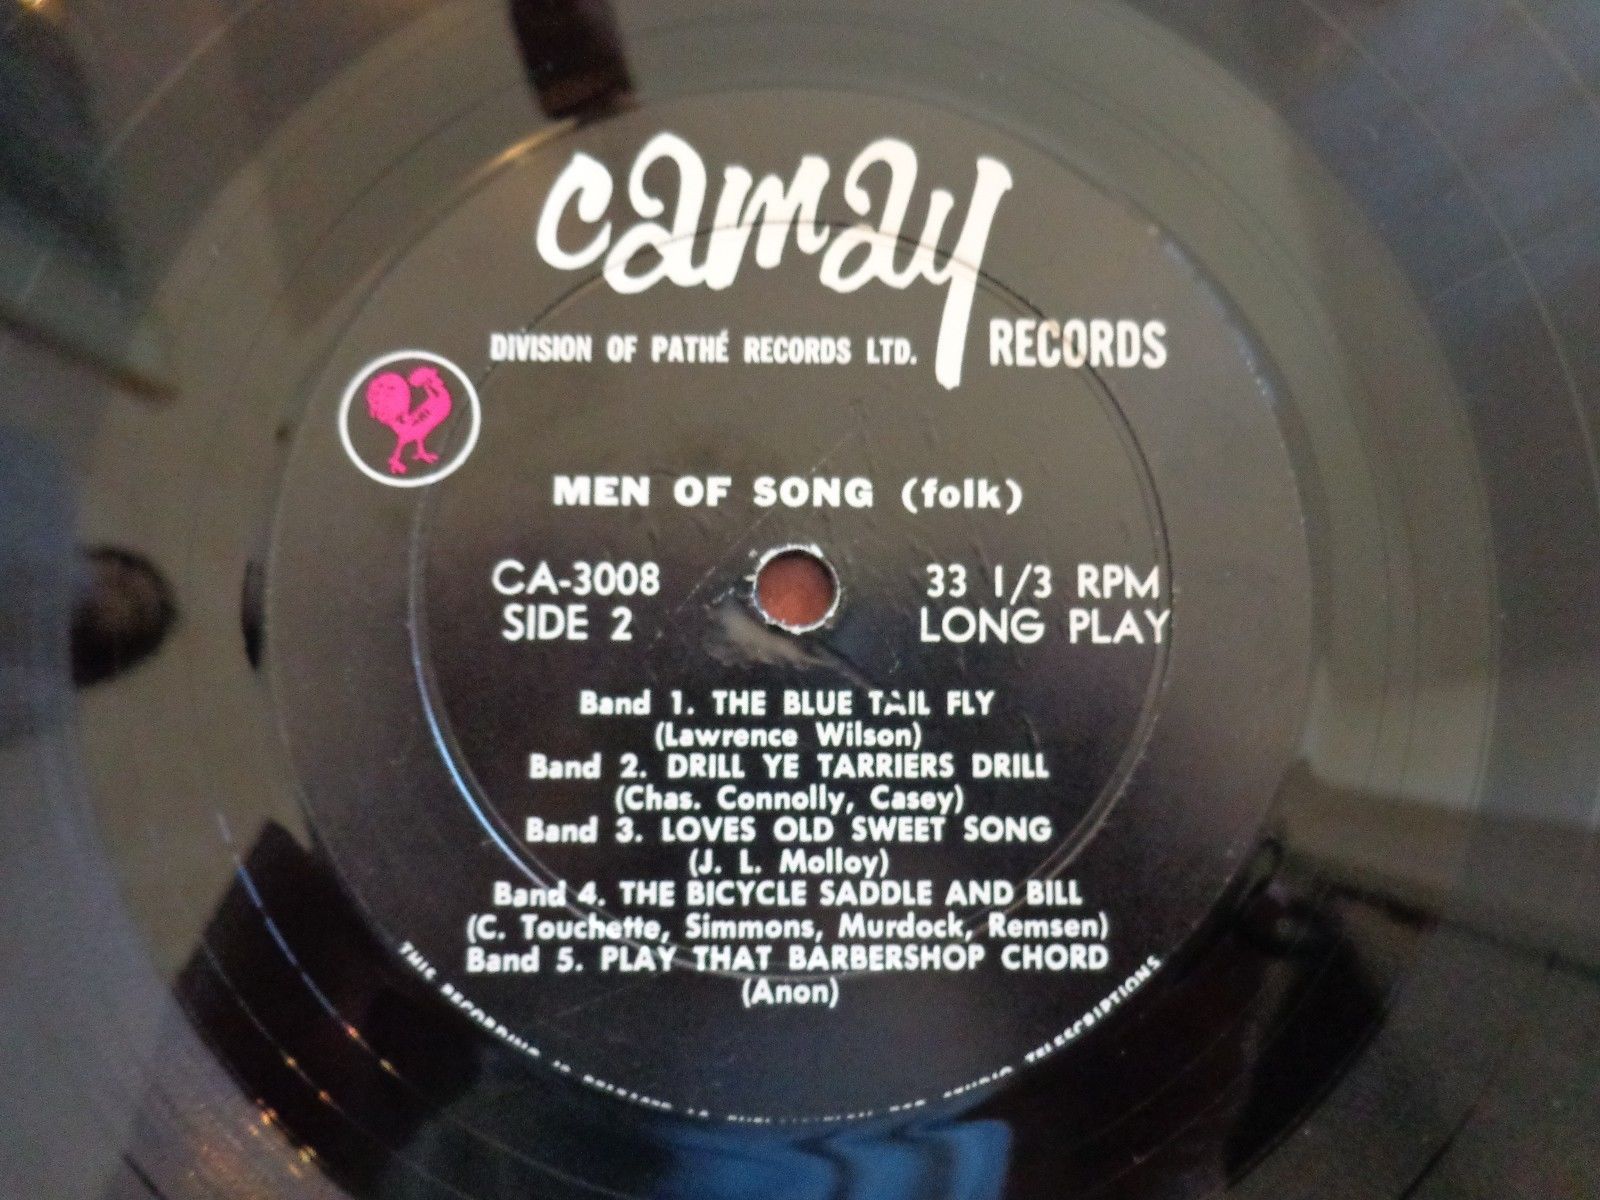 camay
DIVISION OF PATHÉ RECORDS LTD. RECORDS
MEN OF SONG (folk)
CA-3008 33 1/3 RPM
SIDE 2 LONG PLAY
Band 1. THE BLUE TAIL FLY
(Lawrence Wilson)
Band 2. DRILL YE TARRIERS DRILL
(Chas. Connolly, Casey)
Band 3. LOVES OLD SWEET SONG
(J. L. Molloy)
Band 4. THE BICYCLE SADDLE AND BILL
(C. Touchette, Simmons, Murdock, Remsen)
Band 5. PLAY THAT BARBERSHOP CHORD
(Anon)
THIS RECORDING IS TELESCRIPTIONS